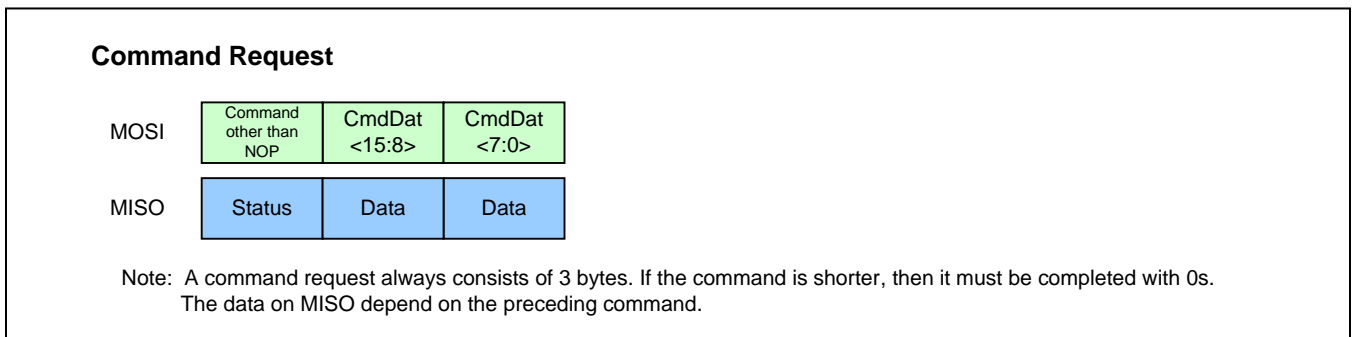 Command Request
MOSI
Command
other than
NOP
CmdDat
<15:8>
CmdDat
<7:0>
MISO
Status
Data
Data
Note: A command request always consists of 3 bytes. If the command is shorter, then it must be completed with 0s.
The data on MISO depend on the preceding command.